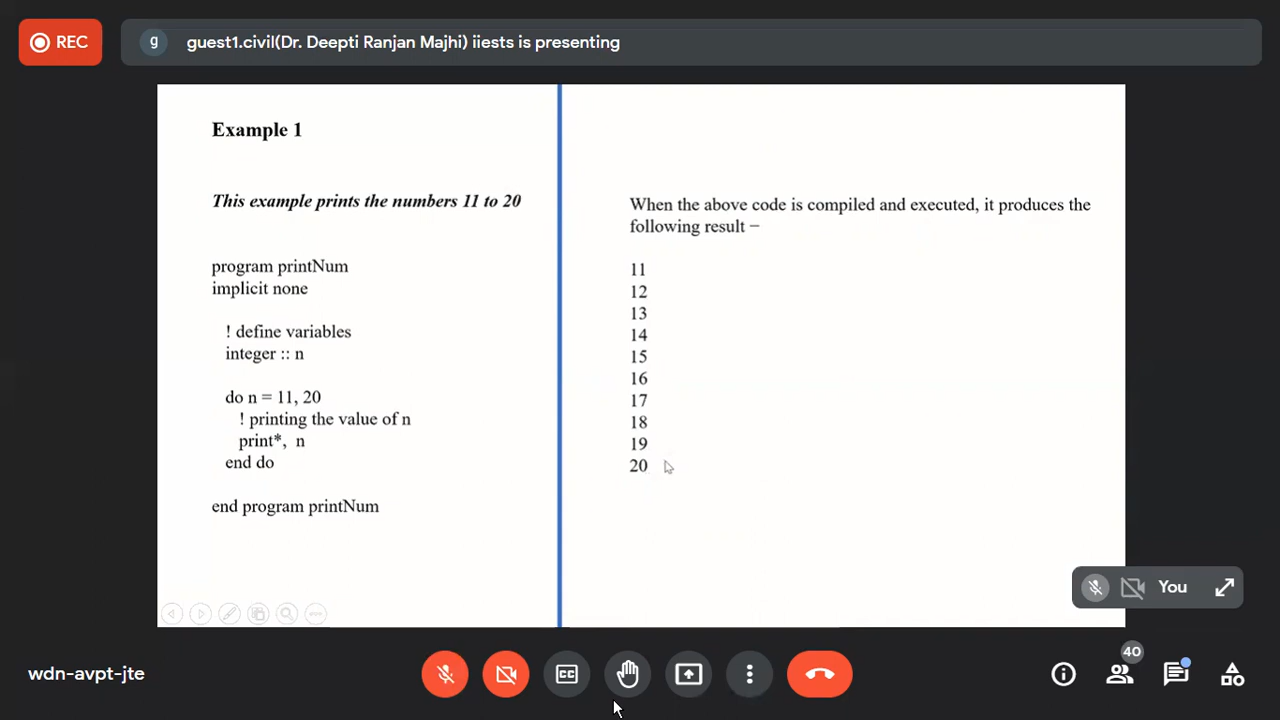 REC
g
guest1.civil(Dr. Deepti Ranjan Majhi) iiests is presenting
Example 1
This example prints the numbers 11 to 20
program printNum
implicit none
! define variables
integer :: n
do n = 11, 20
! printing the value of n
print*, n
end do
end program printNum
When the above code is compiled and executed, it produces the
following result −
11
12
13
14
15
16
17
18
19
20
You
wdn-avpt-jte
CC
40